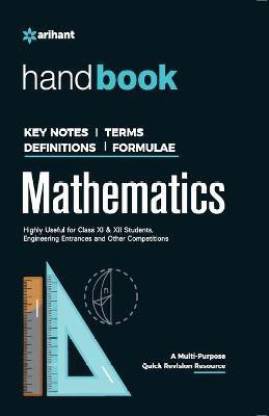 arihant
handbook
KEY NOTES | TERMS
DEFINITIONS | FORMULAE
Mathematics
Highly Useful for Class XI & XII Students,
Engineering Entrances and Other Competitions
A Multi-Purpose
Quick Revision Resource